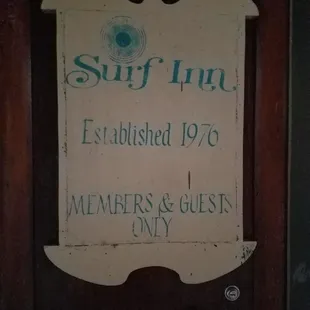 Surf Inn
Established 1976
MEMBERS & GUESTS
ONLY